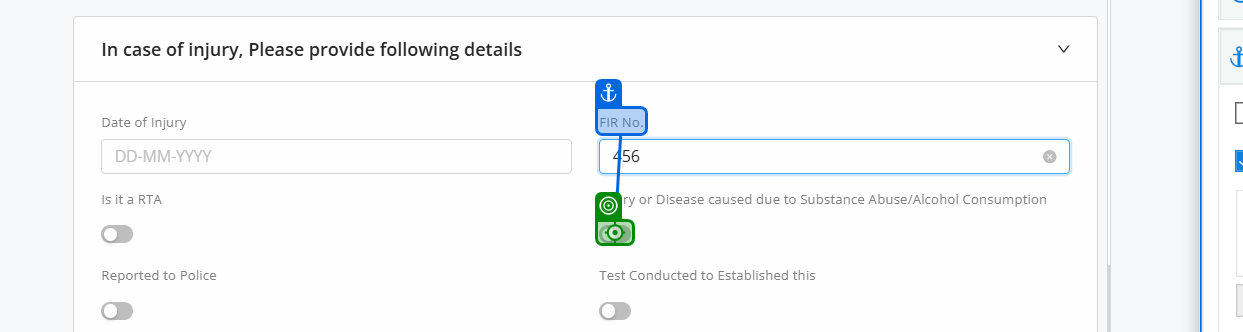 In case of injury, Please provide following details
Date of Injury
FIR No.
DD-MM-YYYY
456
Is it a RTA
ry or Disease caused due to Substance Abuse/Alcohol Consumption
Reported to Police
Test Conducted to Established this